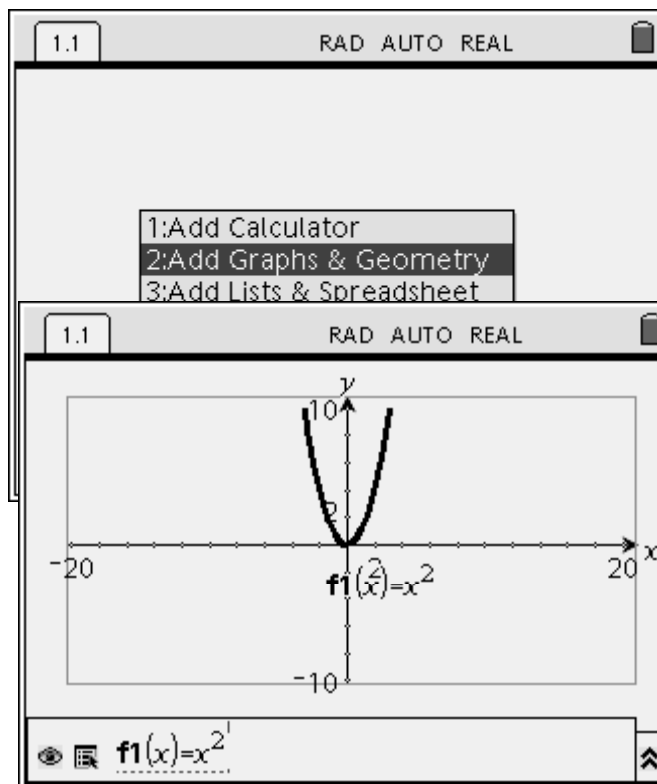 1.1 RAD AUTO REAL
1:Add Calculator
2:Add Graphs & Geometry
3:Add Lists & Spreadsheet
1.1 RAD AUTO REAL
y
10
2
-20 2 20 x
f1(x)=x²
-10
f1(x)=x²